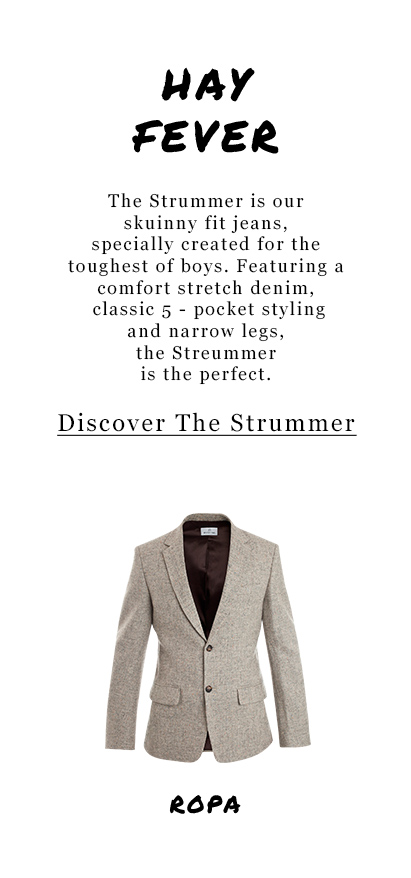 HAY
FEVER
The Strummer is our
skuinny fit jeans,
specially created for the
toughest of boys. Featuring a
comfort stretch denim,
classic 5 - pocket styling
and narrow legs,
the Streummer
is the perfect.
Discover The Strummer
ROPA